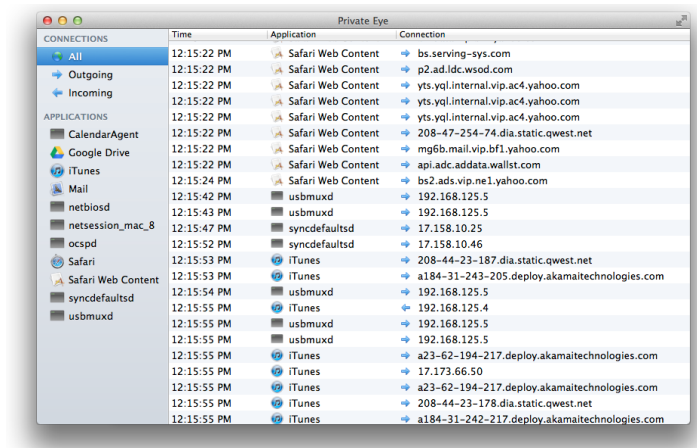 Private Eye
CONNECTIONS
All
Outgoing
Incoming
APPLICATIONS
CalendarAgent
Google Drive
iTunes
Mail
netbiosd
netsession_mac_8
ocspd
Safari
Safari Web Content
syncdefaultsd
usbmuxd
Time Application Connection
12:15:22 PM Safari Web Content bs.serving-sys.com
12:15:22 PM Safari Web Content p2.ad.ldc.wsod.com
12:15:22 PM Safari Web Content yts.yql.internal.vip.ac4.yahoo.com
12:15:22 PM Safari Web Content yts.yql.internal.vip.ac4.yahoo.com
12:15:22 PM Safari Web Content yts.yql.internal.vip.ac4.yahoo.com
12:15:22 PM Safari Web Content 208-47-254-74.dia.static.qwest.net
12:15:22 PM Safari Web Content mg6b.mail.vip.bf1.yahoo.com
12:15:22 PM Safari Web Content api.adc.addata.wallst.com
12:15:24 PM Safari Web Content bs2.ads.vip.ne1.yahoo.com
12:15:42 PM usbmuxd 192.168.125.5
12:15:43 PM usbmuxd 192.168.125.5
12:15:47 PM syncdefaultsd 17.158.10.25
12:15:52 PM syncdefaultsd 17.158.10.46
12:15:53 PM iTunes 208-44-23-187.dia.static.qwest.net
12:15:53 PM iTunes a184-31-243-205.deploy.akamaitechnologies.com
12:15:54 PM usbmuxd 192.168.125.5
12:15:55 PM iTunes 192.168.125.4
12:15:55 PM usbmuxd 192.168.125.5
12:15:55 PM usbmuxd 192.168.125.5
12:15:55 PM iTunes a23-62-194-217.deploy.akamaitechnologies.com
12:15:55 PM iTunes 17.173.66.50
12:15:55 PM iTunes a23-62-194-217.deploy.akamaitechnologies.com
12:15:55 PM iTunes 208-44-23-178.dia.static.qwest.net
12:15:55 PM iTunes a184-31-242-217.deploy.akamaitechnologies.com